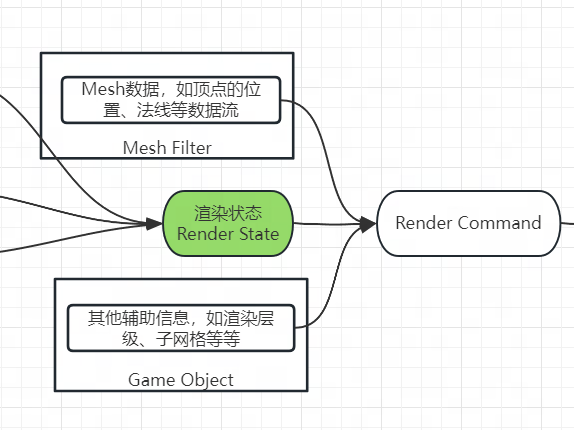 Mesh数据，如顶点的位
置、法线等数据流
Mesh Filter
渲染状态
Render State
Render Command
其他辅助信息，如渲染层
级、子网格等等
Game Object